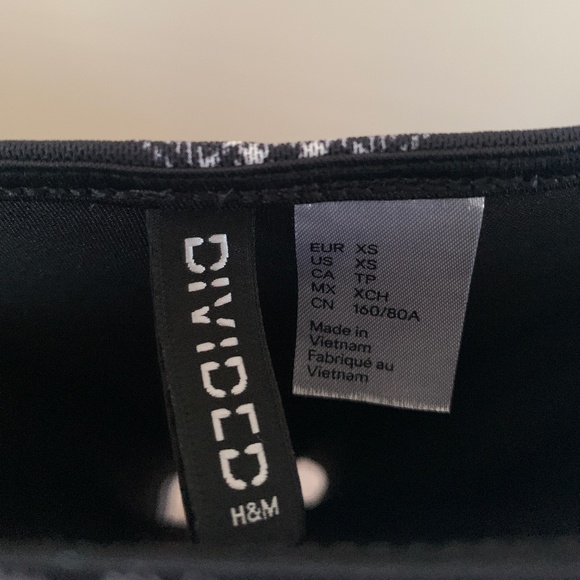 DIVIDED
H&M
EUR XS
US XS
CA TP
MX XCH
CN 160/80A
Made in
Vietnam
Fabriqué au
Vietnam